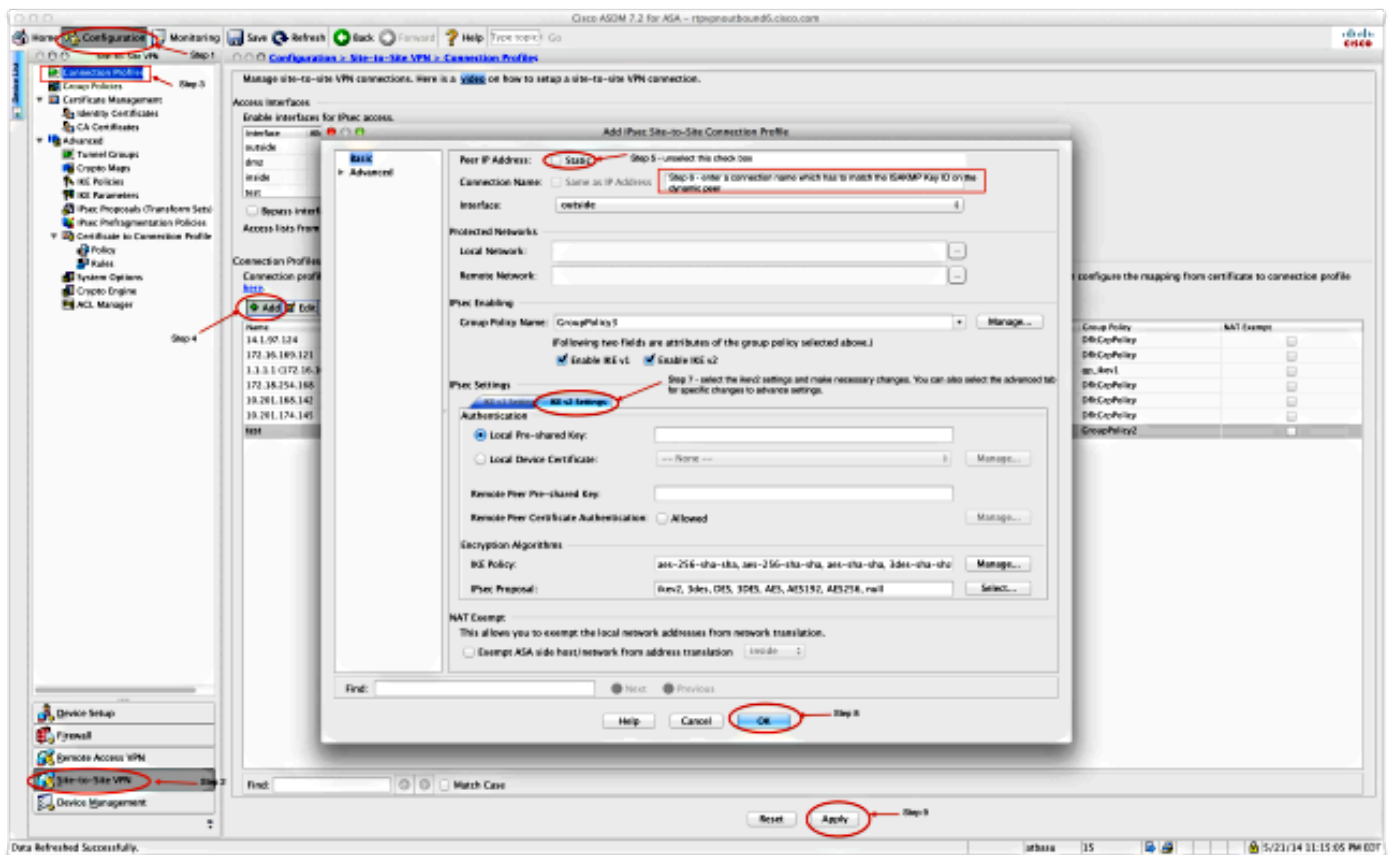 Cisco ASDM 7.2 for ASA - rtpvpnoutbound6.cisco.com
Home Configuration Monitoring Save Refresh Back Forward Help Type topic Go
cisco
Device List
Site-to-Site VPN
Step 1
Configuration > Site-to-Site VPN > Connection Profiles
Connection Profiles
Group Policies
Step 3
Certificate Management
Identity Certificates
CA Certificates
Advanced
Tunnel Groups
Crypto Maps
IKE Policies
IKE Parameters
IPsec Proposals (Transform Sets)
IPsec Prefragmentation Policies
Certificate to Connection Profile
Policy
Rules
System Options
Crypto Engine
ACL Manager
Step 4
Manage site-to-site VPN connections. Here is a video on how to setup a site-to-site VPN connection.
Access Interfaces
Enable interfaces for IPsec access.
Interface
outside
dmz
inside
test
Bypass interf
Access lists from
Connection Profiles
Connection profi
here.
configure the mapping from certificate to connection profile
Add Edit
Name Group Policy NAT Exempt
14.1.97.124 DfltGrpPolicy
172.16.169.121 DfltGrpPolicy
1.1.1.1 (172.16.1 gp_ikev1
172.18.254.168 DfltGrpPolicy
10.201.168.142 DfltGrpPolicy
10.201.174.145 DfltGrpPolicy
test GroupPolicy2
Add IPsec Site-to-Site Connection Profile
Basic
Advanced
Peer IP Address: Static
Step 5 - unselect this check box
Connection Name: Same as IP Address
Step 6 - enter a connection name which has to match the ISAKMP Key ID on the
dynamic peer
Interface: outside
Protected Networks
Local Network:
Remote Network:
IPsec Enabling
Group Policy Name: GroupPolicy3 Manage...
(Following two fields are attributes of the group policy selected above.)
Enable IKE v1 Enable IKE v2
IPsec Settings
Step 7 - select the ikev2 settings and make necessary changes. You can also select the advanced tab
for specific changes to advance settings.
IKE v1 Settings IKE v2 Settings
Authentication
Local Pre-shared Key:
Local Device Certificate: -- None -- Manage...
Remote Peer Pre-shared Key:
Remote Peer Certificate Authentication: Allowed Manage...
Encryption Algorithms
IKE Policy: aes-256-sha-sha, aes-256-sha-sha, aes-sha-sha, 3des-sha-sha Manage...
IPsec Proposal: ikev2, 3des, DES, 3DES, AES, AES192, AES256, null Select...
NAT Exempt
This allows you to exempt the local network addresses from network translation.
Exempt ASA side host/network from address translation inside
Find: Next Previous
Help Cancel OK
Step 8
Device Setup
Firewall
Remote Access VPN
Site-to-Site VPN
Step 2
Device Management
Find: Match Case
Reset Apply
Step 9
Data Refreshed Successfully.
atbasu 15 5/21/14 11:15:05 PM EDT